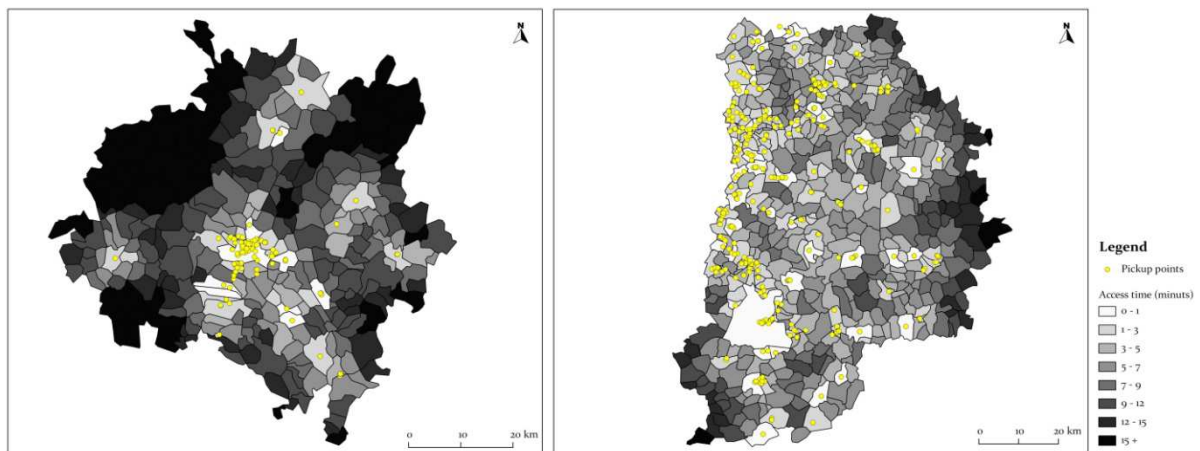 N
0 10 20 km
N
0 10 20 km
Legend
Pickup points
Access time (minuts)
0 - 1
1 - 3
3 - 5
5 - 7
7 - 9
9 - 12
12 - 15
15 +